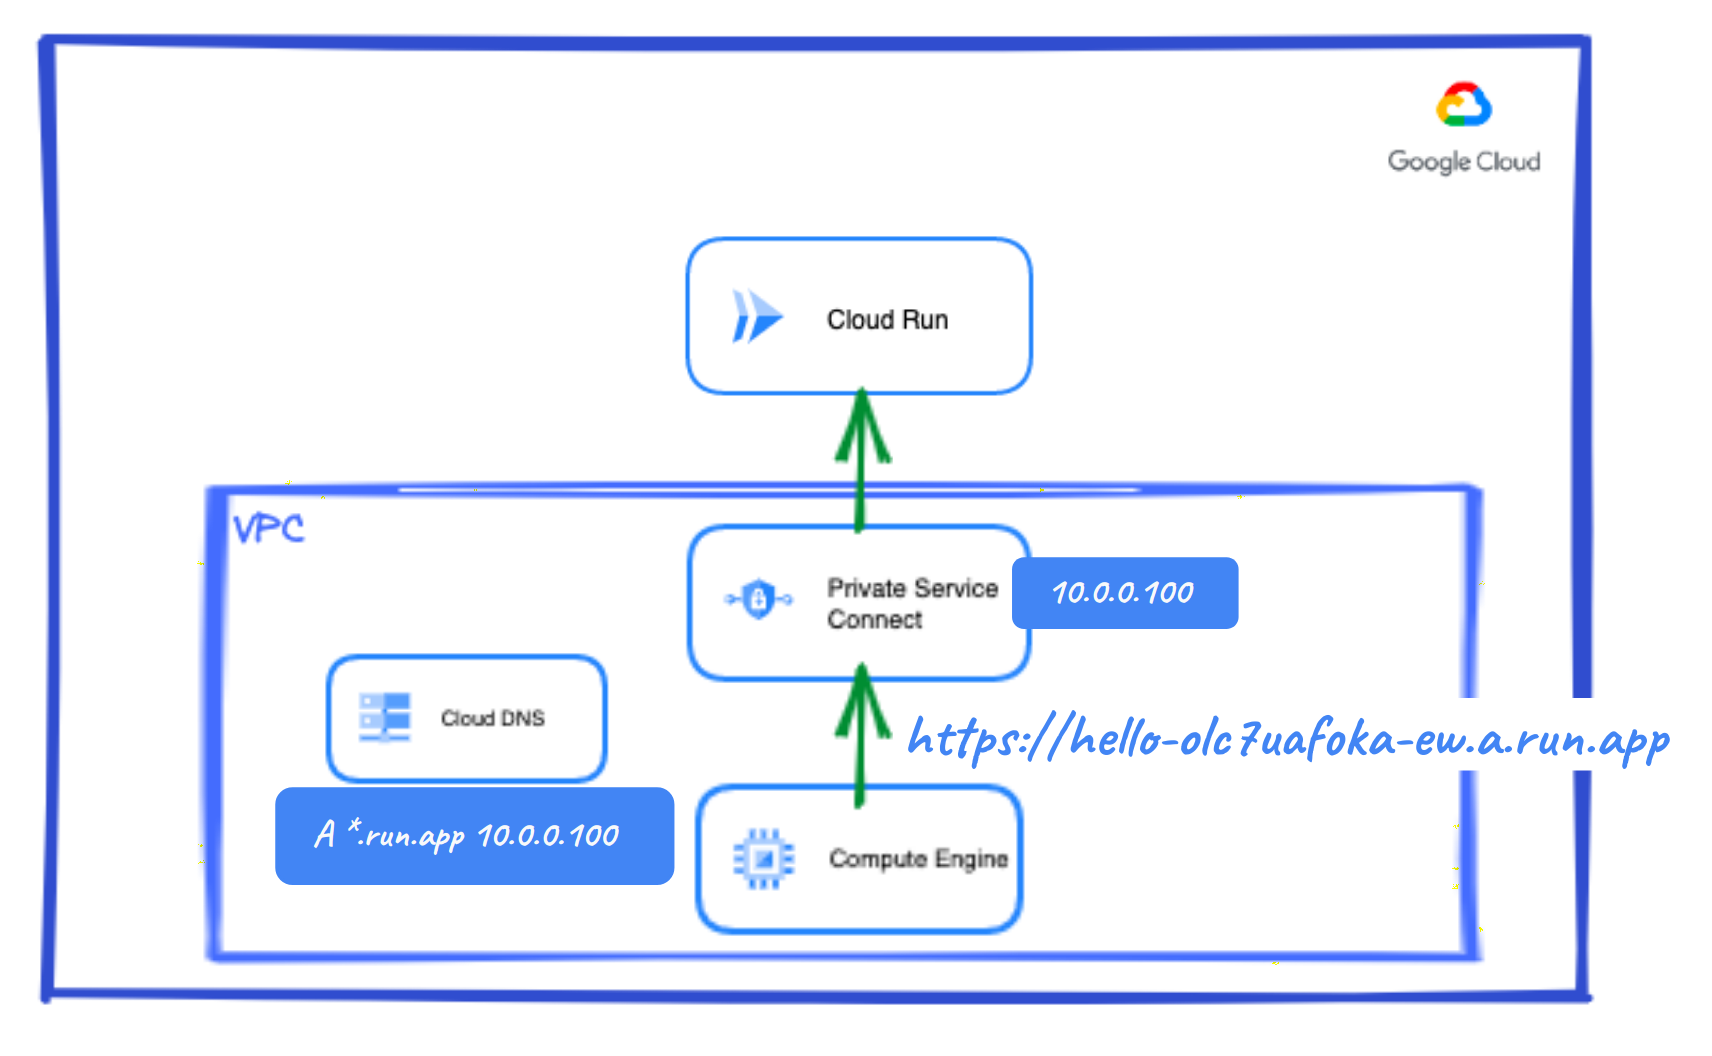 Google Cloud
Cloud Run
VPC
Private Service
Connect
10.0.0.100
Cloud DNS
https://hello-olc7uafoka-ew.a.run.app
A *.run.app 10.0.0.100
Compute Engine